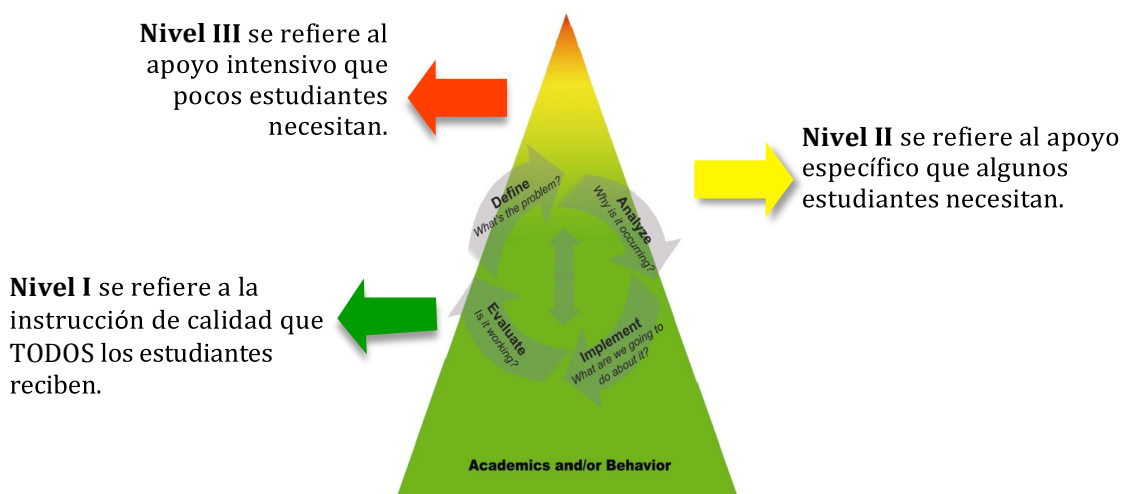 Nivel III se refiere al
apoyo intensivo que
pocos estudiantes
necesitan.
Nivel II se refiere al apoyo
específico que algunos
estudiantes necesitan.
Nivel I se refiere a la
instrucción de calidad que
TODOS los estudiantes
reciben.
Define
What's the problem?
Analyze
Why is it occurring?
Implement
What are we going to
do about it?
Evaluate
Is it working?
Academics and/or Behavior